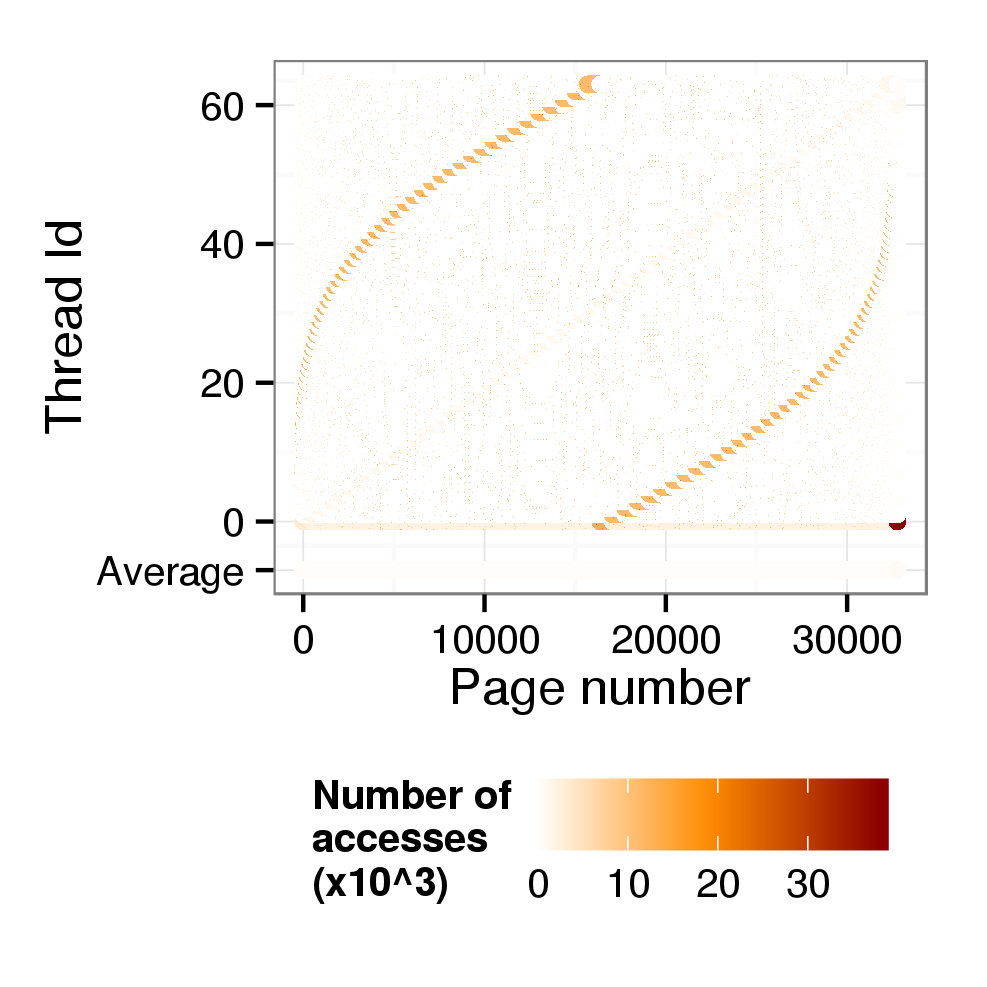 Thread Id
60
40
20
0
Average
0 10000 20000 30000
Page number
Number of
accesses
(x10^3)
0 10 20 30